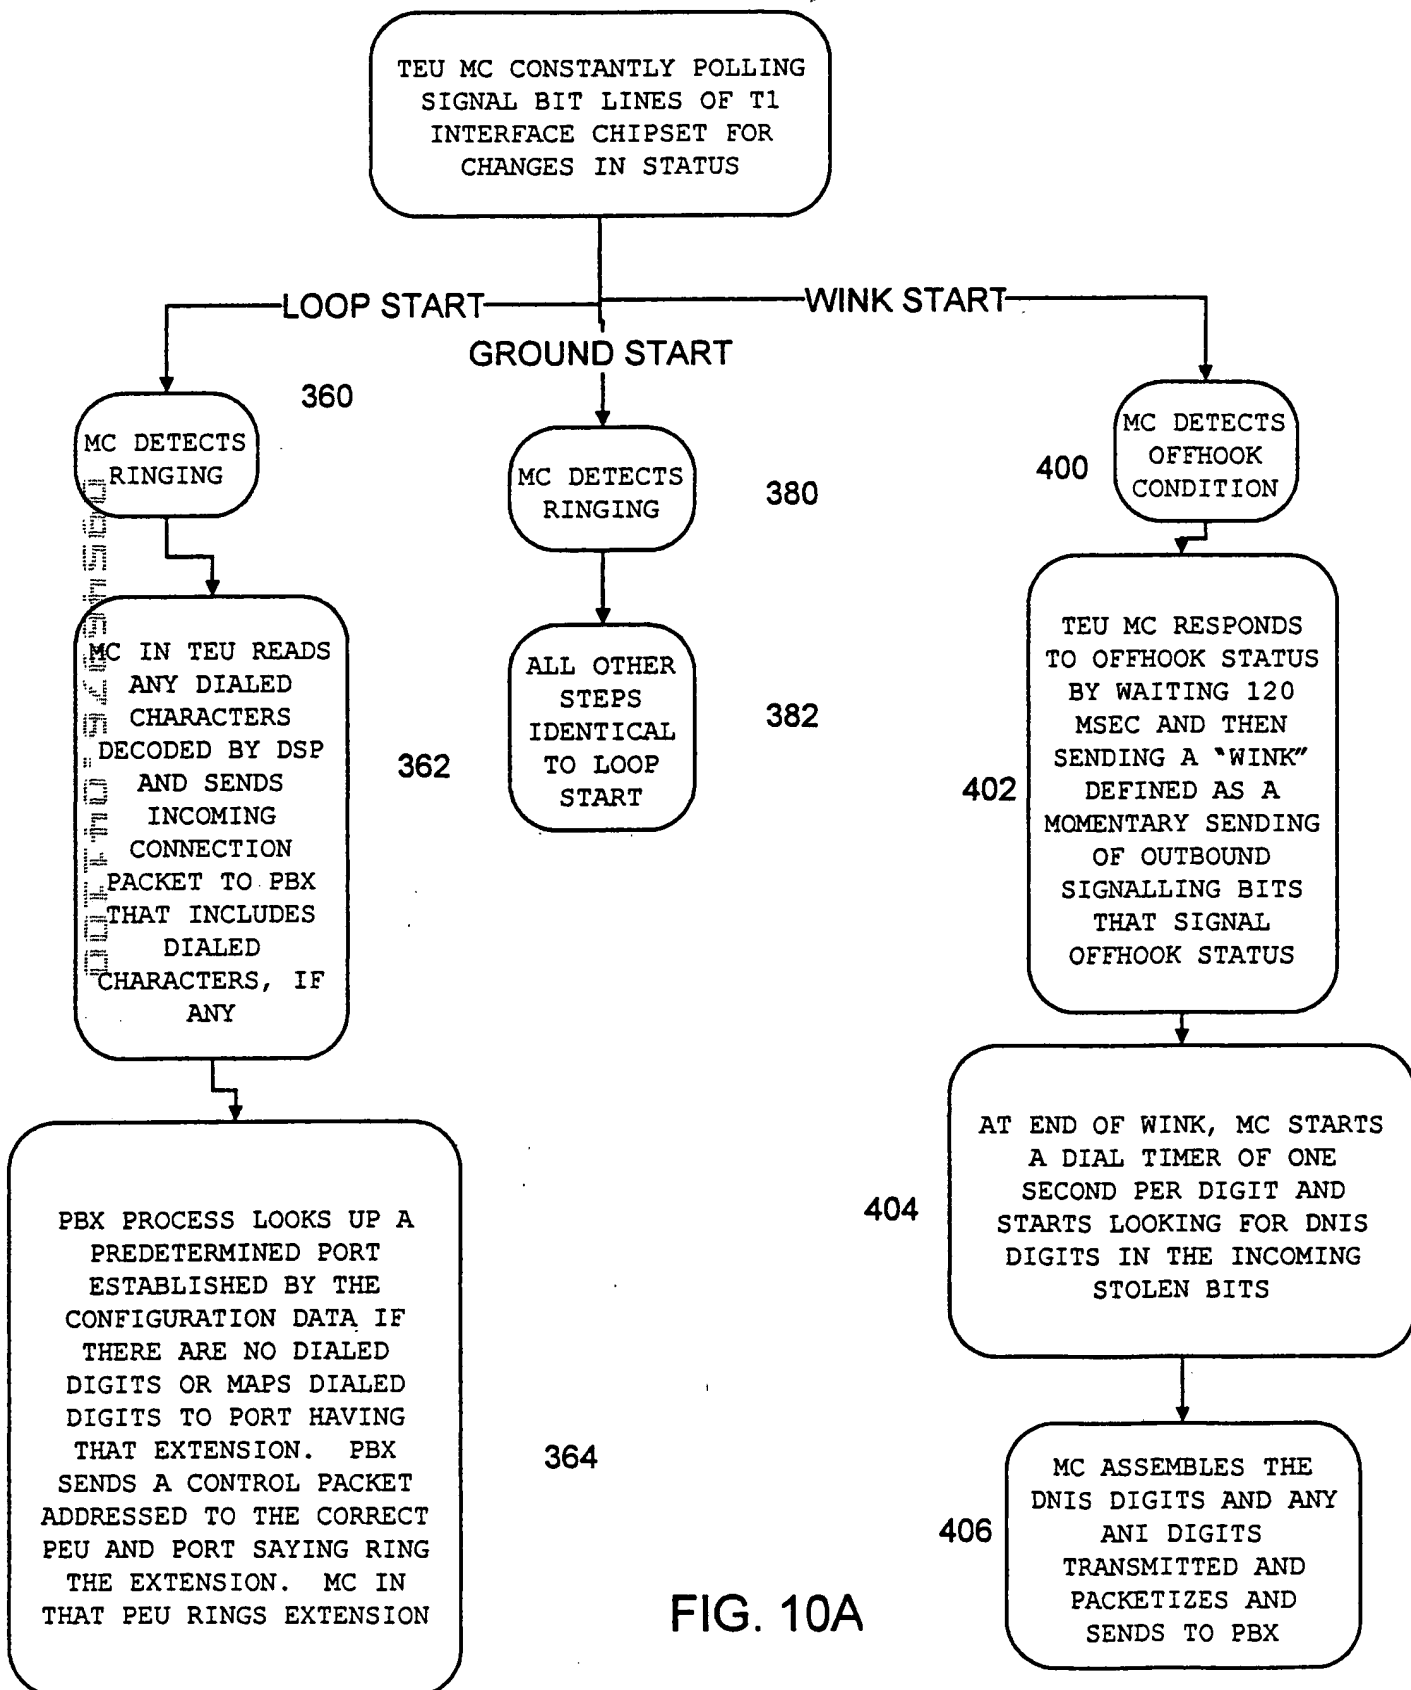 TEU MC CONSTANTLY POLLING
SIGNAL BIT LINES OF T1
INTERFACE CHIPSET FOR
CHANGES IN STATUS
LOOP START
WINK START
GROUND START
360
MC DETECTS
RINGING
MC DETECTS
RINGING
380
400
MC DETECTS
OFFHOOK
CONDITION
MC IN TEU READS
ANY DIALED
CHARACTERS
DECODED BY DSP
AND SENDS
INCOMING
CONNECTION
PACKET TO PBX
THAT INCLUDES
DIALED
CHARACTERS, IF
ANY
362
ALL OTHER
STEPS
IDENTICAL
TO LOOP
START
382
402
TEU MC RESPONDS
TO OFFHOOK STATUS
BY WAITING 120
MSEC AND THEN
SENDING A "WINK"
DEFINED AS A
MOMENTARY SENDING
OF OUTBOUND
SIGNALLING BITS
THAT SIGNAL
OFFHOOK STATUS
PBX PROCESS LOOKS UP A
PREDETERMINED PORT
ESTABLISHED BY THE
CONFIGURATION DATA IF
THERE ARE NO DIALED
DIGITS OR MAPS DIALED
DIGITS TO PORT HAVING
THAT EXTENSION. PBX
SENDS A CONTROL PACKET
ADDRESSED TO THE CORRECT
PEU AND PORT SAYING RING
THE EXTENSION. MC IN
THAT PEU RINGS EXTENSION
364
404
AT END OF WINK, MC STARTS
A DIAL TIMER OF ONE
SECOND PER DIGIT AND
STARTS LOOKING FOR DNIS
DIGITS IN THE INCOMING
STOLEN BITS
406
MC ASSEMBLES THE
DNIS DIGITS AND ANY
ANI DIGITS
TRANSMITTED AND
PACKETIZES AND
SENDS TO PBX
FIG. 10A